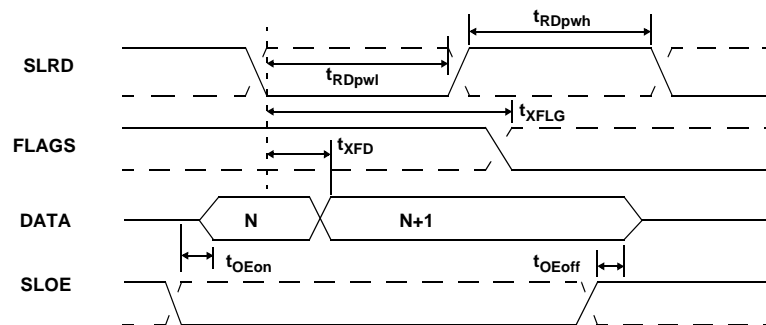 tRDpwh
SLRD
tRDpwl
tXFLG
FLAGS
tXFD
DATA
N
N+1
tOEon
tOEoff
SLOE